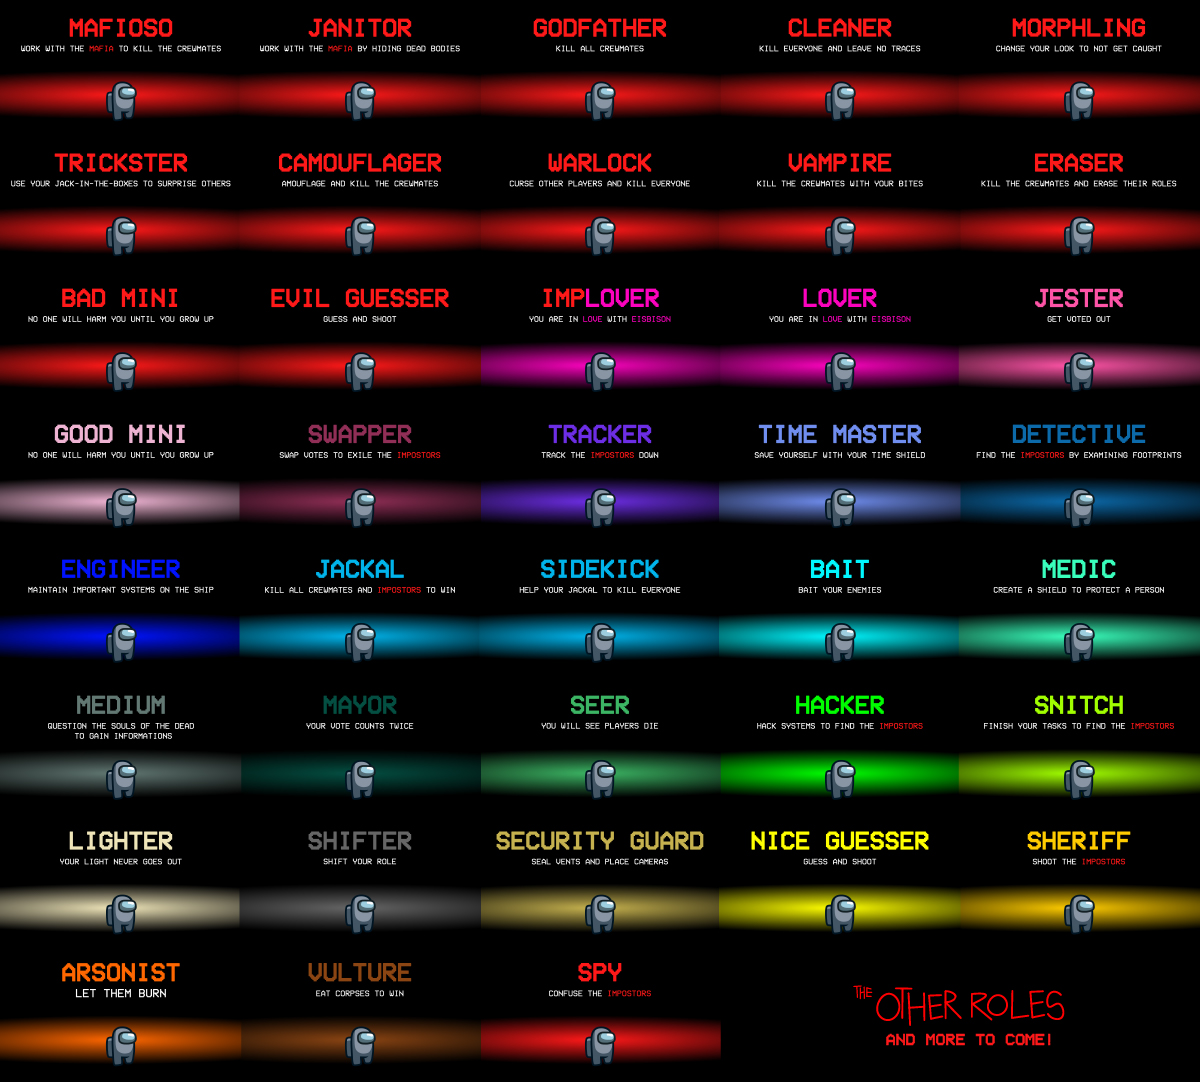 MAFIOSO
WORK WITH THE MAFIA TO KILL THE CREWMATES
JANITOR
WORK WITH THE MAFIA BY HIDING DEAD BODIES
GODFATHER
KILL ALL CREWMATES
CLEANER
KILL EVERYONE AND LEAVE NO TRACES
MORPHLING
CHANGE YOUR LOOK TO NOT GET CAUGHT
TRICKSTER
USE YOUR JACK-IN-THE-BOXES TO SURPRISE OTHERS
CAMOUFLAGER
AMOUFLAGE AND KILL THE CREWMATES
WARLOCK
CURSE OTHER PLAYERS AND KILL EVERYONE
VAMPIRE
KILL THE CREWMATES WITH YOUR BITES
ERASER
KILL THE CREWMATES AND ERASE THEIR ROLES
BAD MINI
NO ONE WILL HARM YOU UNTIL YOU GROW UP
EVIL GUESSER
GUESS AND SHOOT
IMPLOVER
YOU ARE IN LOVE WITH EISBISON
LOVER
YOU ARE IN LOVE WITH EISBISON
JESTER
GET VOTED OUT
GOOD MINI
NO ONE WILL HARM YOU UNTIL YOU GROW UP
SWAPPER
SWAP VOTES TO EXILE THE IMPOSTORS
TRACKER
TRACK THE IMPOSTORS DOWN
TIME MASTER
SAVE YOURSELF WITH YOUR TIME SHIELD
DETECTIVE
FIND THE IMPOSTORS BY EXAMINING FOOTPRINTS
ENGINEER
MAINTAIN IMPORTANT SYSTEMS ON THE SHIP
JACKAL
KILL ALL CREWMATES AND IMPOSTORS TO WIN
SIDEKICK
HELP YOUR JACKAL TO KILL EVERYONE
BAIT
BAIT YOUR ENEMIES
MEDIC
CREATE A SHIELD TO PROTECT A PERSON
MEDIUM
QUESTION THE SOULS OF THE DEAD
TO GAIN INFORMATIONS
MAYOR
YOUR VOTE COUNTS TWICE
SEER
YOU WILL SEE PLAYERS DIE
HACKER
HACK SYSTEMS TO FIND THE IMPOSTORS
SNITCH
FINISH YOUR TASKS TO FIND THE IMPOSTORS
LIGHTER
YOUR LIGHT NEVER GOES OUT
SHIFTER
SHIFT YOUR ROLE
SECURITY GUARD
SEAL VENTS AND PLACE CAMERAS
NICE GUESSER
GUESS AND SHOOT
SHERIFF
SHOOT THE IMPOSTORS
ARSONIST
LET THEM BURN
VULTURE
EAT CORPSES TO WIN
SPY
CONFUSE THE IMPOSTORS
THE OTHER ROLES
AND MORE TO COME!